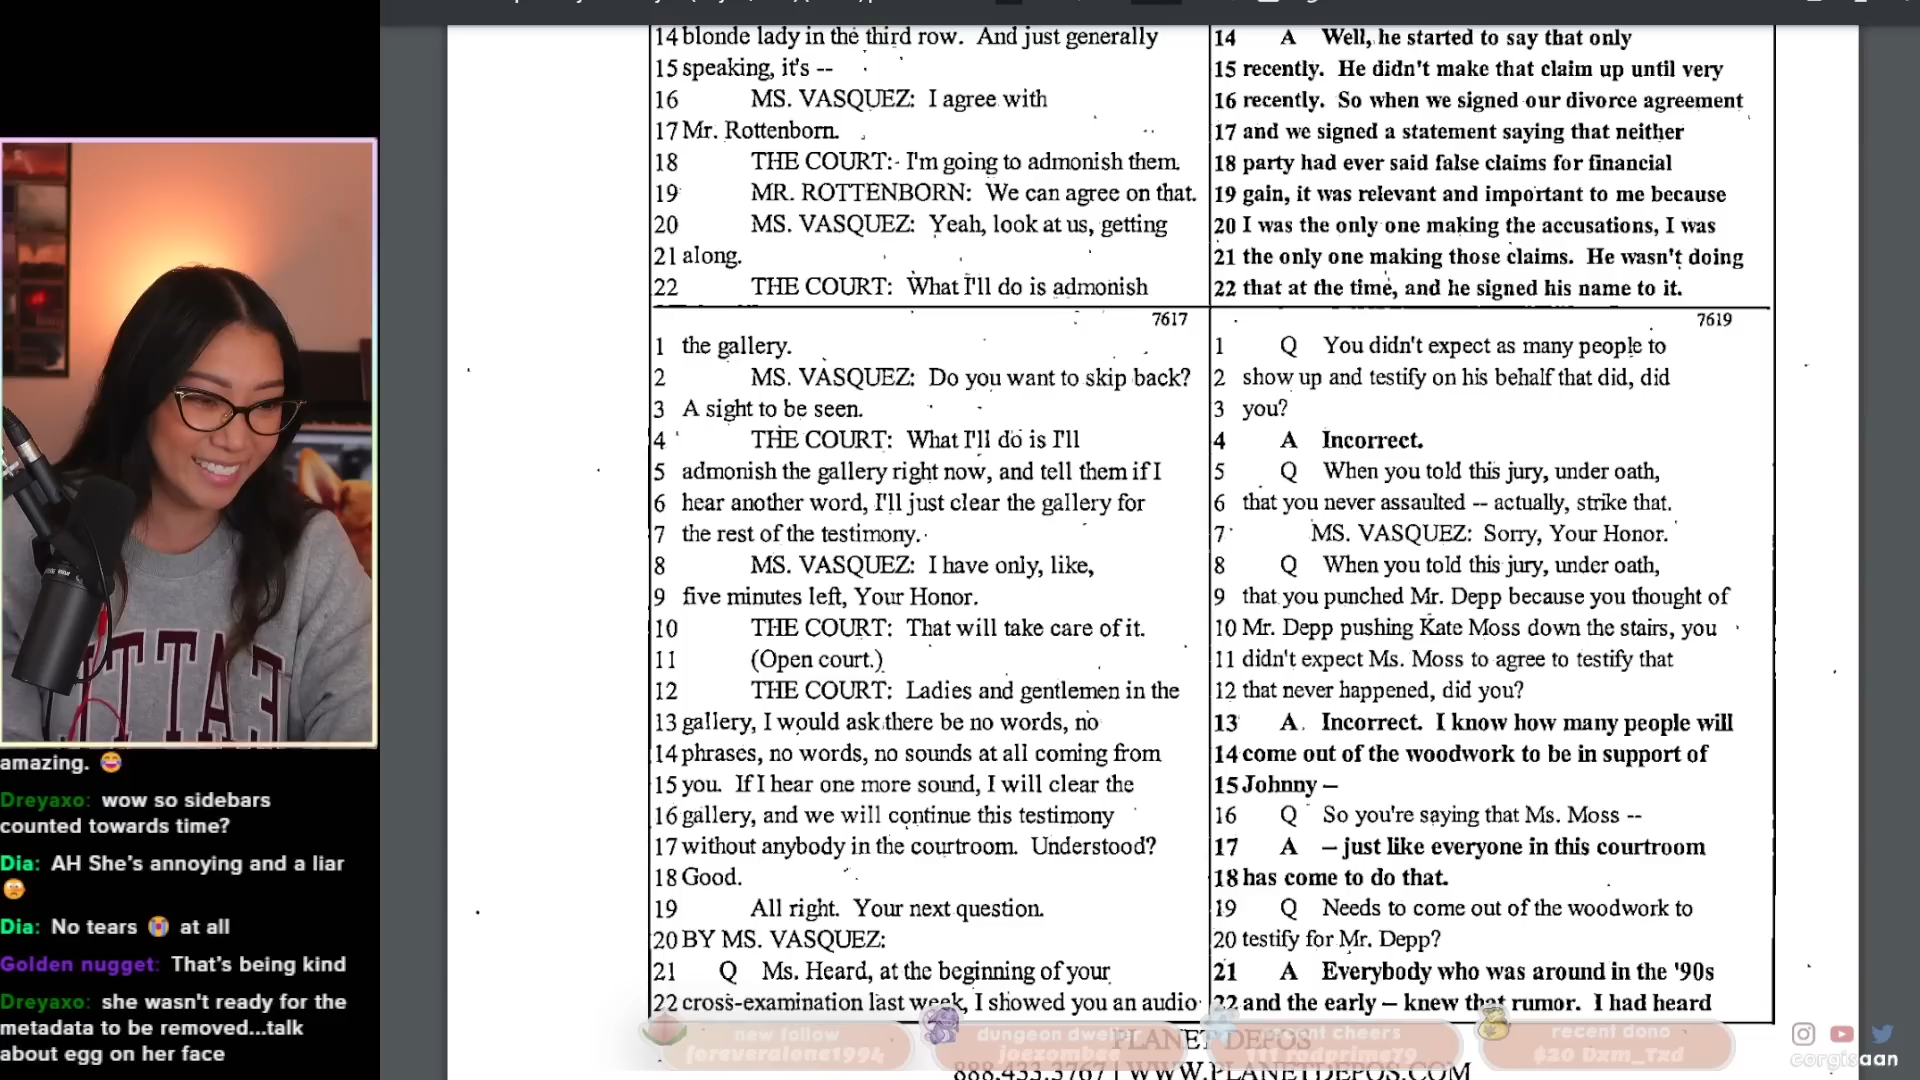 14 blonde lady in the third row. And just generally
15 speaking, it's --
16 MS. VASQUEZ: I agree with
17 Mr. Rottenborn.
18 THE COURT: I'm going to admonish them.
19 MR. ROTTENBORN: We can agree on that.
20 MS. VASQUEZ: Yeah, look at us, getting
21 along.
22 THE COURT: What I'll do is admonish
7617
1 the gallery.
2 MS. VASQUEZ: Do you want to skip back?
3 A sight to be seen.
4 THE COURT: What I'll do is I'll
5 admonish the gallery right now, and tell them if I
6 hear another word, I'll just clear the gallery for
7 the rest of the testimony.
8 MS. VASQUEZ: I have only, like,
9 five minutes left, Your Honor.
10 THE COURT: That will take care of it.
11 (Open court.)
12 THE COURT: Ladies and gentlemen in the
13 gallery, I would ask there be no words, no
14 phrases, no words, no sounds at all coming from
15 you. If I hear one more sound, I will clear the
16 gallery, and we will continue this testimony
17 without anybody in the courtroom. Understood?
18 Good.
19 All right. Your next question.
20 BY MS. VASQUEZ:
21 Q Ms. Heard, at the beginning of your
22 cross-examination last week, I showed you an audio
14 A Well, he started to say that only
15 recently. He didn't make that claim up until very
16 recently. So when we signed our divorce agreement
17 and we signed a statement saying that neither
18 party had ever said false claims for financial
19 gain, it was relevant and important to me because
20 I was the only one making the accusations, I was
21 the only one making those claims. He wasn't doing
22 that at the time, and he signed his name to it.
7619
1 Q You didn't expect as many people to
2 show up and testify on his behalf that did, did
3 you?
4 A Incorrect.
5 Q When you told this jury, under oath,
6 that you never assaulted -- actually, strike that.
7 MS. VASQUEZ: Sorry, Your Honor.
8 Q When you told this jury, under oath,
9 that you punched Mr. Depp because you thought of
10 Mr. Depp pushing Kate Moss down the stairs, you
11 didn't expect Ms. Moss to agree to testify that
12 that never happened, did you?
13 A. Incorrect. I know how many people will
14 come out of the woodwork to be in support of
15 Johnny –
16 Q So you're saying that Ms. Moss --
17 A – just like everyone in this courtroom
18 has come to do that.
19 Q Needs to come out of the woodwork to
20 testify for Mr. Depp?
21 A Everybody who was around in the '90s
22 and the early – knew that rumor. I had heard
PLANET DEPOS
888.433.3767 | WWW.PLANETDEPOS.COM
amazing. 😂
Dreyaxo: wow so sidebars
counted towards time?
Dia: AH She's annoying and a liar
Dia: No tears 😭 at all
Golden nugget: That's being kind
Dreyaxo: she wasn't ready for the
metadata to be removed...talk
about egg on her face
new follow
foreveralone1994
dungeon dweller
joezombee
cheers
111 rodprime79
recent dono
$20 Dxm_Txd
corgisaan